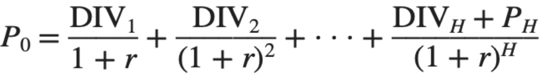 P₀ = DIV₁/(1 + r) + DIV₂/(1 + r)² + ··· + (DIV_H + P_H)/(1 + r)^H